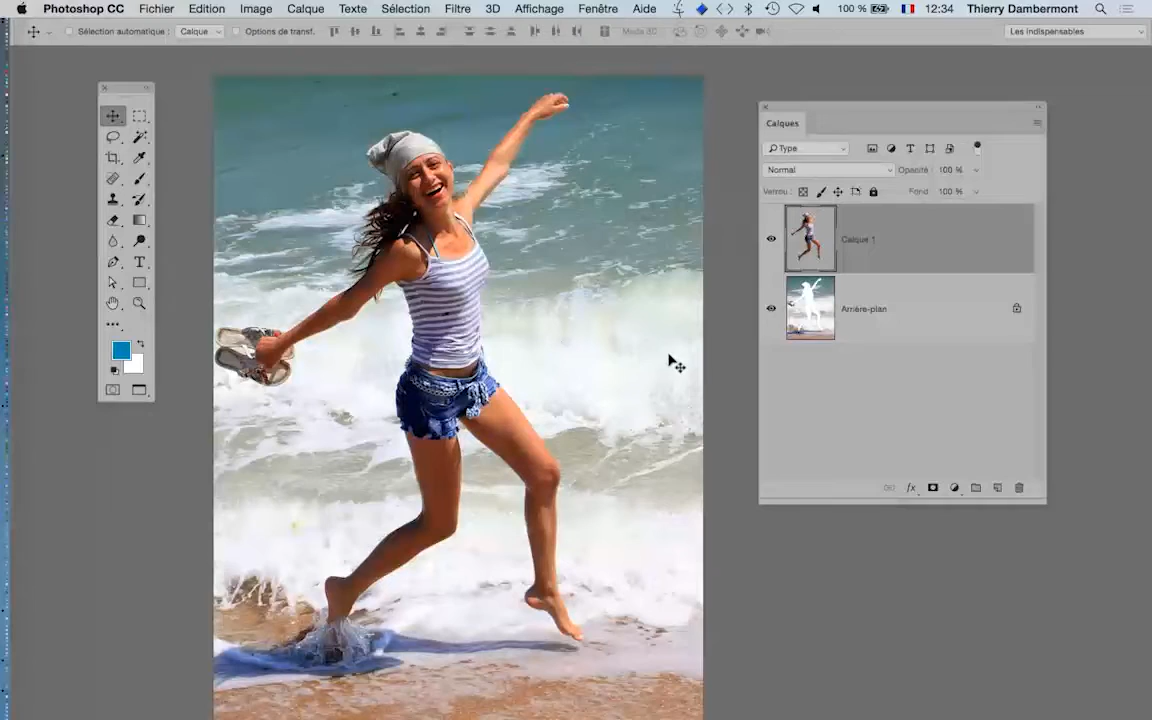 Photoshop CC Fichier Edition Image Calque Texte Sélection Filtre 3D Affichage Fenêtre Aide 100 % 12:34 Thierry Dambermont
Sélection automatique : Calque Options de transf. Mode 3D : Les indispensables
Calques
Type
Normal Opacité : 100 %
Verrou : Fond : 100 %
Calque 1
Arrière-plan
fx